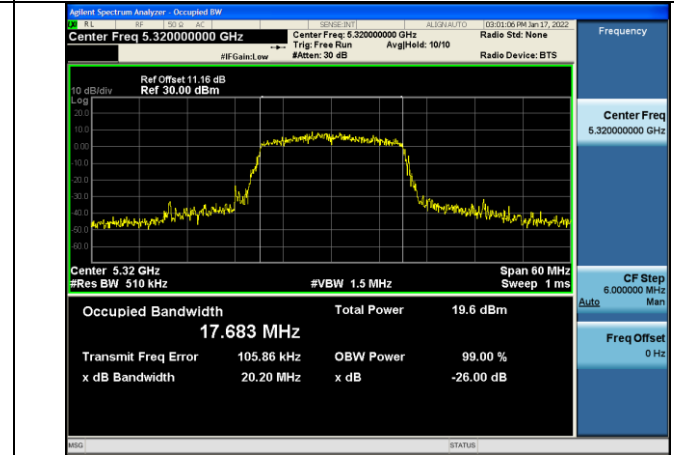 Agilent Spectrum Analyzer - Occupied BW
RL RF 50 Ω AC SENSE:INT ALIGNAUTO 03:01:06 PM Jan 17, 2022
Center Freq 5.320000000 GHz
Center Freq: 5.320000000 GHz
Radio Std: None
Trig: Free Run Avg|Hold: 10/10
#IFGain:Low #Atten: 30 dB Radio Device: BTS
Ref Offset 11.16 dB
10 dB/div Ref 30.00 dBm
Log
20.0
10.0
0.00
-10.0
-20.0
-30.0
-40.0
-50.0
-60.0
Center 5.32 GHz Span 60 MHz
#Res BW 510 kHz #VBW 1.5 MHz Sweep 1 ms
Occupied Bandwidth Total Power 19.6 dBm
17.683 MHz
Transmit Freq Error 105.86 kHz OBW Power 99.00 %
x dB Bandwidth 20.20 MHz x dB -26.00 dB
MSG STATUS
Frequency
Center Freq
5.320000000 GHz
CF Step
6.000000 MHz
Auto Man
Freq Offset
0 Hz